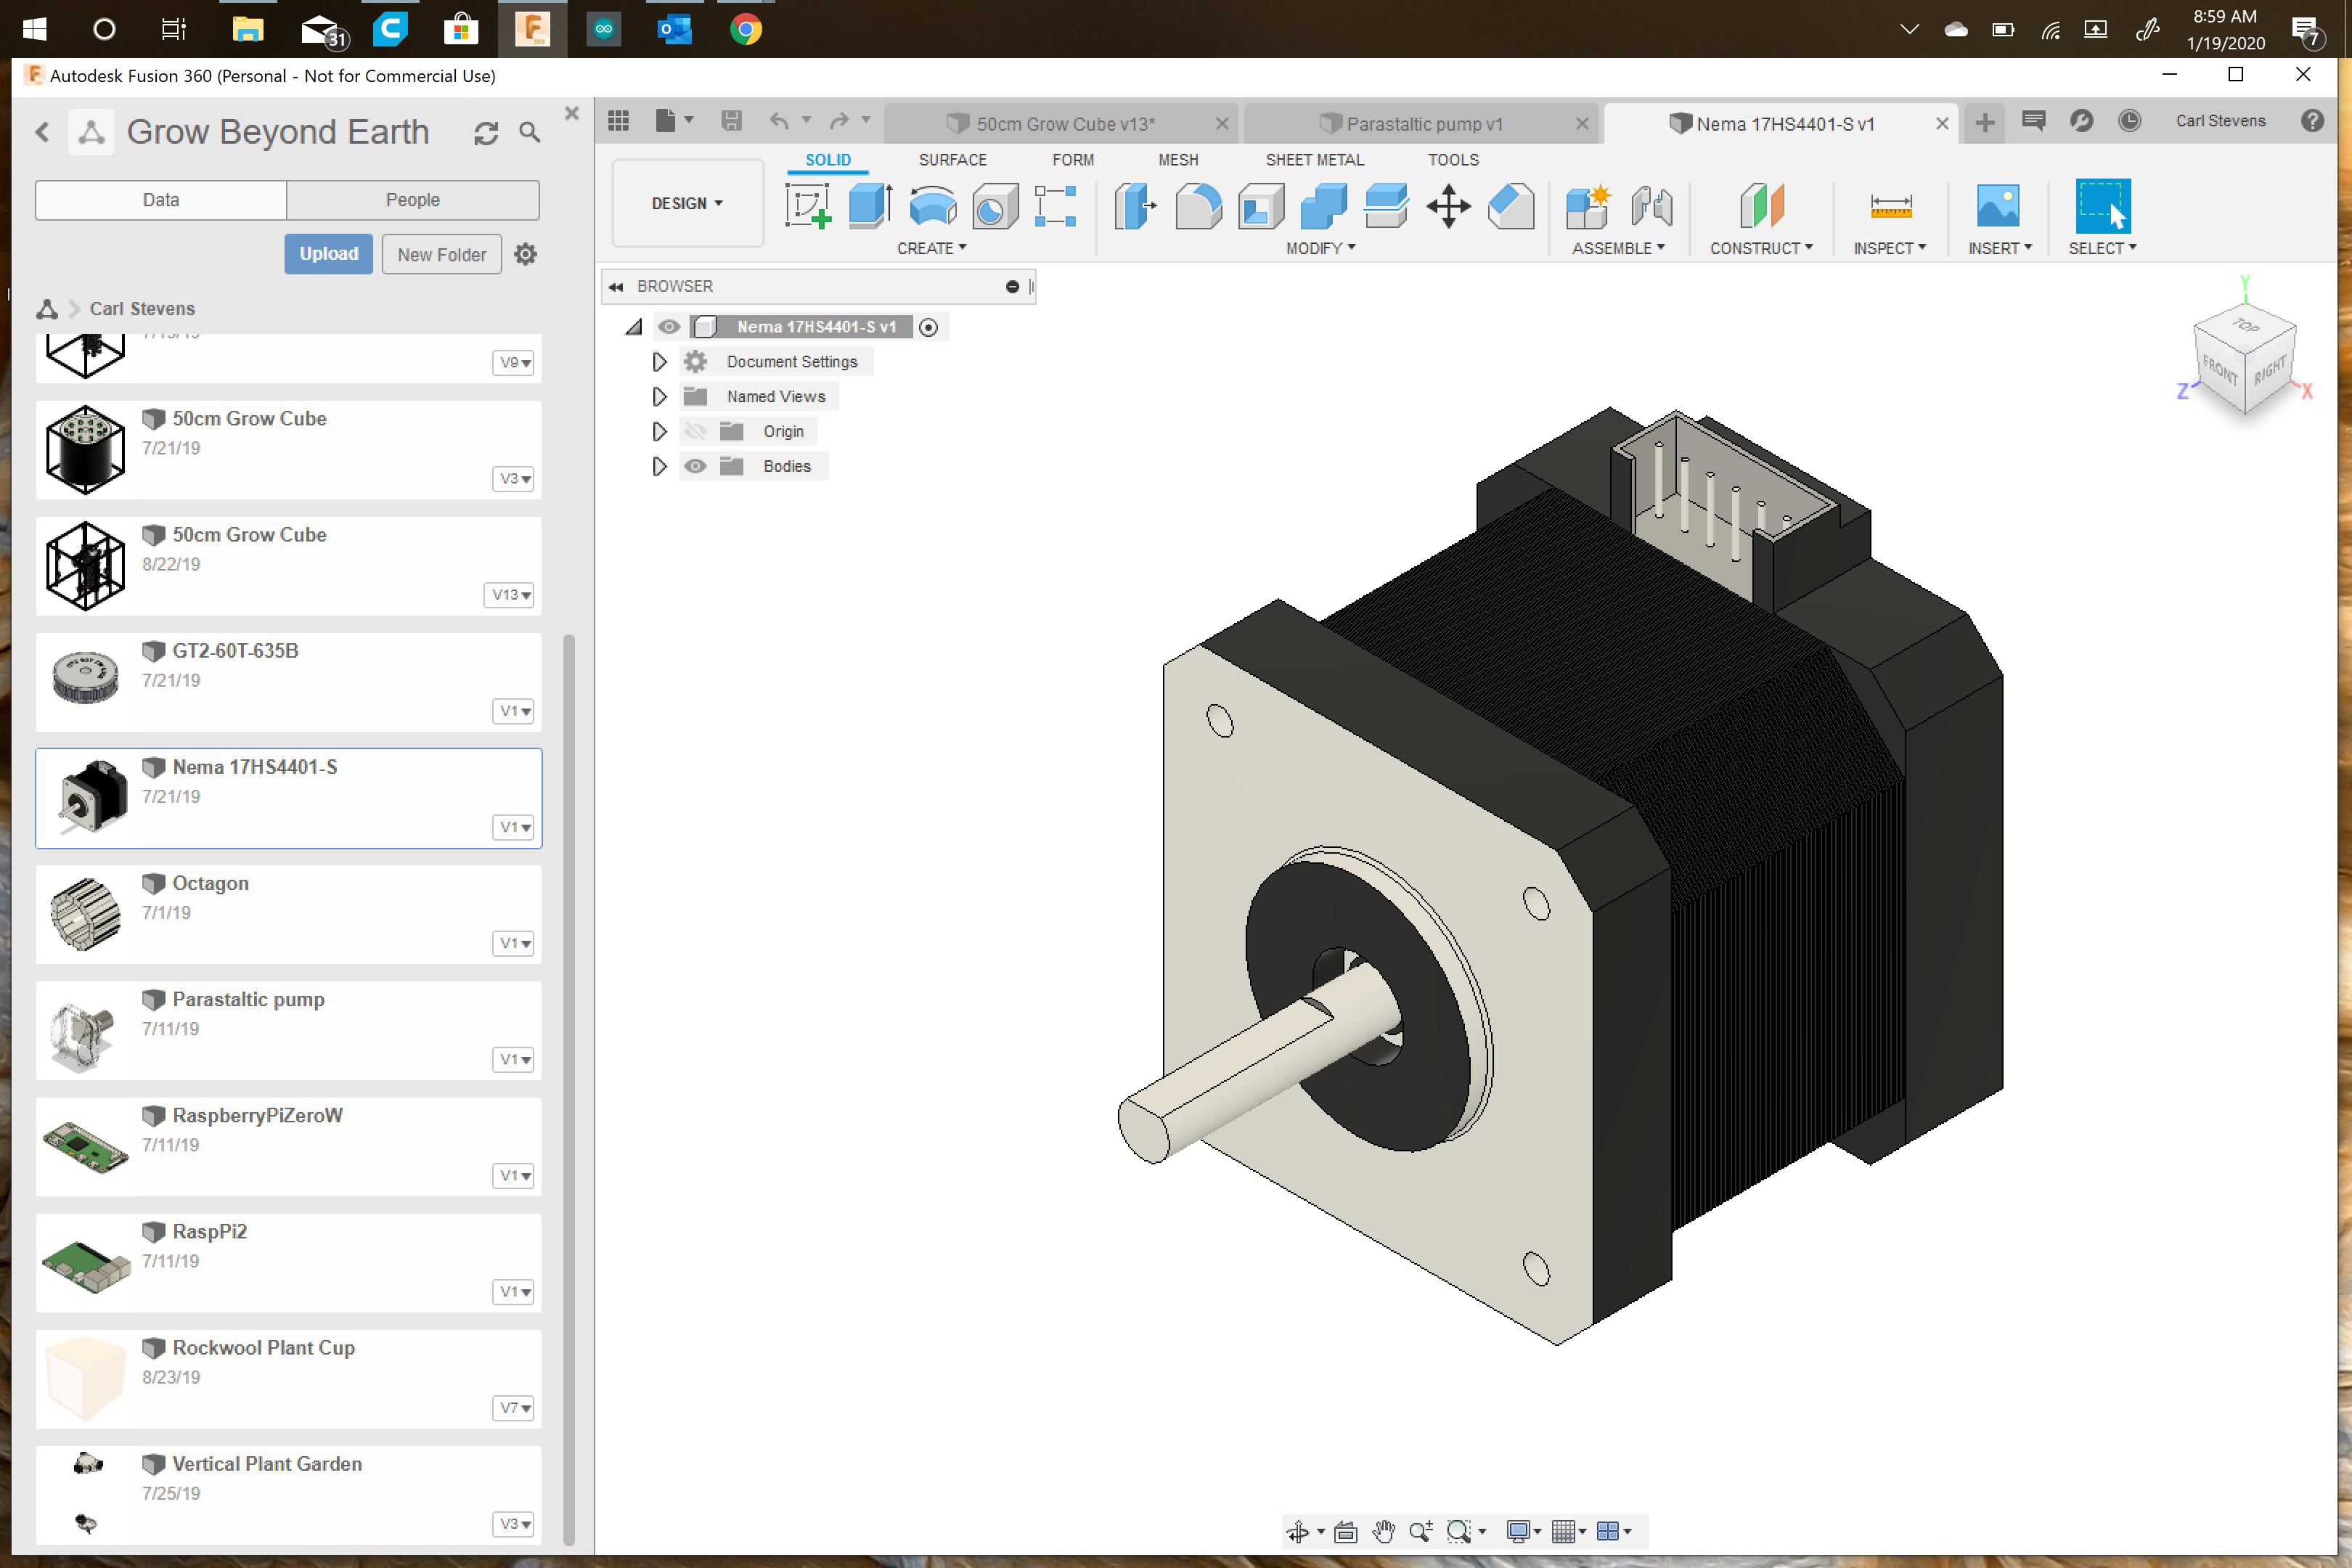 31
8:59 AM
1/19/2020
7
Autodesk Fusion 360 (Personal - Not for Commercial Use)
Grow Beyond Earth
Data
People
Upload
New Folder
Carl Stevens
V9
50cm Grow Cube
7/21/19
V3
50cm Grow Cube
8/22/19
V13
GT2-60T-635B
7/21/19
V1
Nema 17HS4401-S
7/21/19
V1
Octagon
7/1/19
V1
Parastaltic pump
7/11/19
V1
RaspberryPiZeroW
7/11/19
V1
RaspPi2
7/11/19
V1
Rockwool Plant Cup
8/23/19
V7
Vertical Plant Garden
7/25/19
V3
50cm Grow Cube v13*
Parastaltic pump v1
Nema 17HS4401-S v1
Carl Stevens
DESIGN
SOLID
SURFACE
FORM
MESH
SHEET METAL
TOOLS
CREATE
MODIFY
ASSEMBLE
CONSTRUCT
INSPECT
INSERT
SELECT
BROWSER
Nema 17HS4401-S v1
Document Settings
Named Views
Origin
Bodies
Y
TOP
FRONT
RIGHT
Z
X